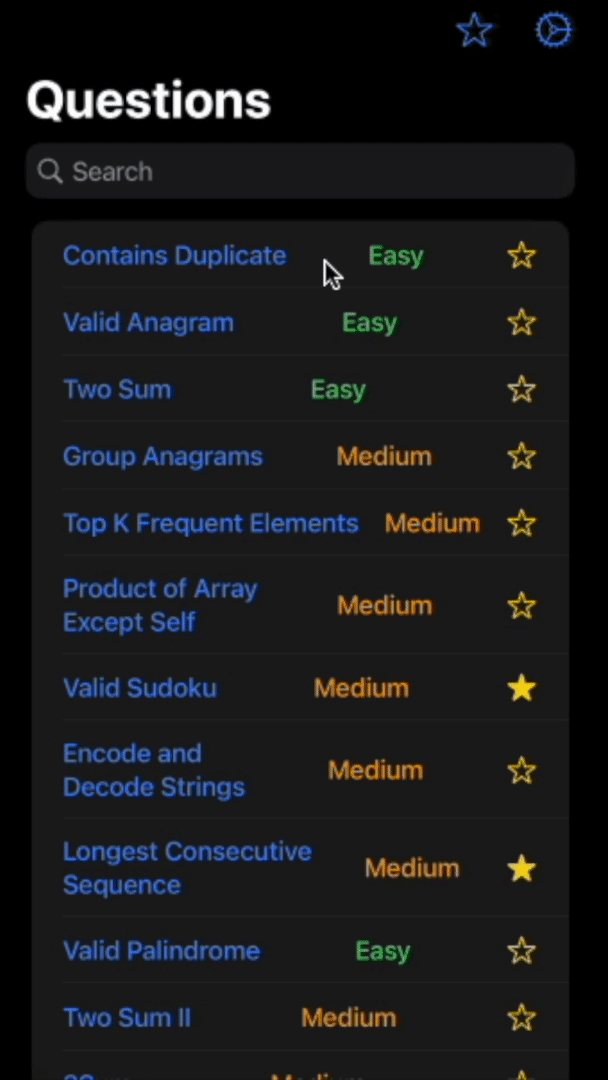 Questions
Search
Contains Duplicate Easy
Valid Anagram Easy
Two Sum Easy
Group Anagrams Medium
Top K Frequent Elements Medium
Product of Array
Except Self
Medium
Valid Sudoku Medium
Encode and
Decode Strings
Medium
Longest Consecutive
Sequence
Medium
Valid Palindrome Easy
Two Sum II Medium